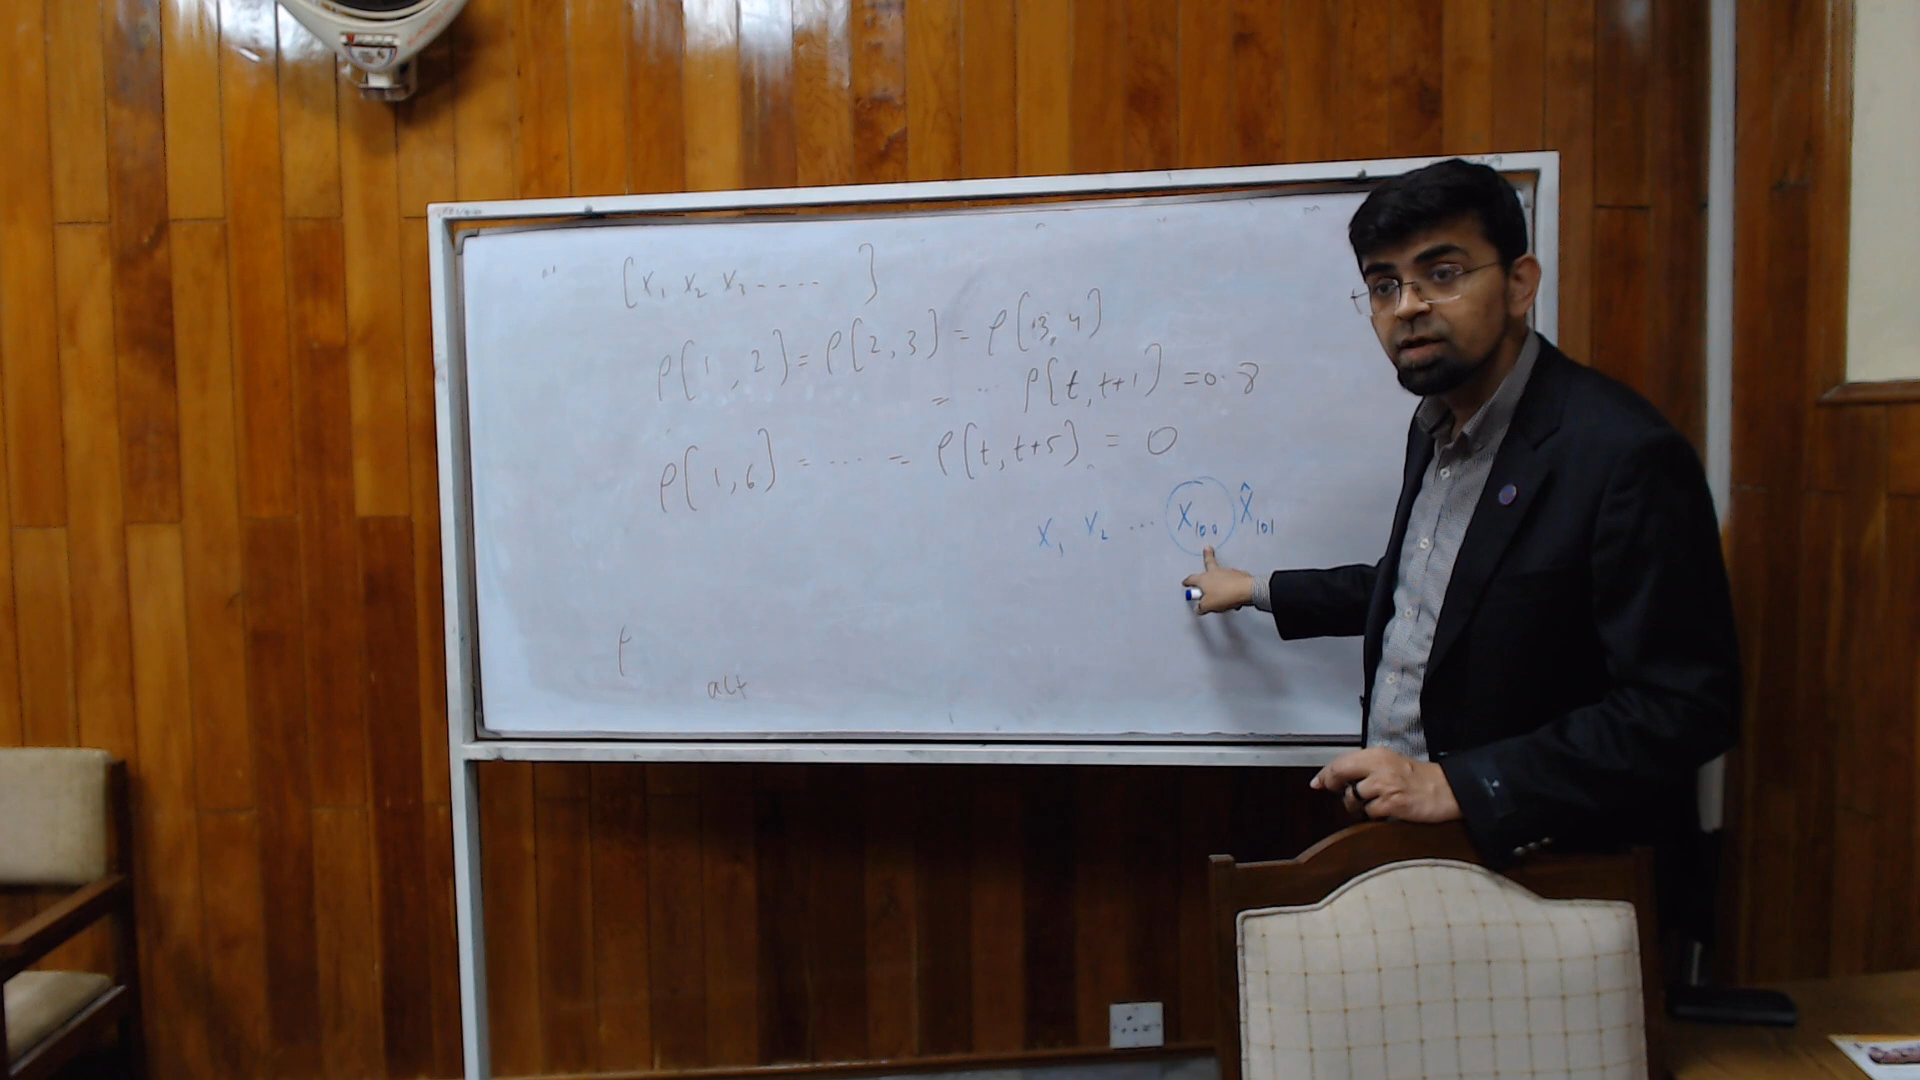 {X₁ X₂ X₃ - - . . . . }
ρ(1, 2) = ρ(2, 3) = ρ(3, 4)
= ... ρ(t, t+1) = 0.8
ρ(1, 6) = ... = ρ(t, t+5) = 0
X₁ X₂ ... X₁₀₀ X̂₁₀₁